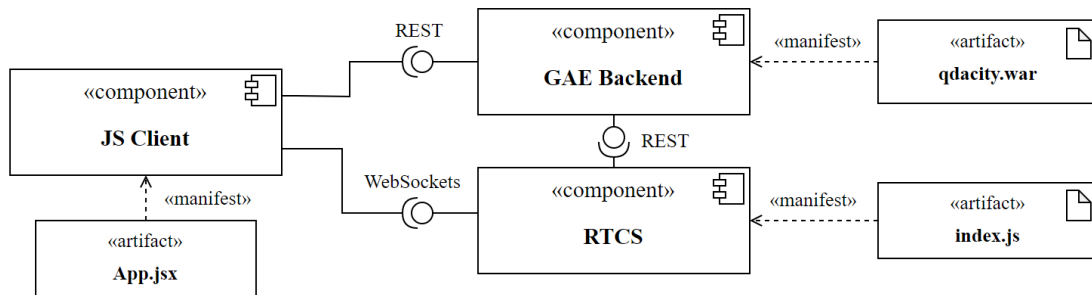 REST
«component»
GAE Backend
«manifest»
«artifact»
qdacity.war
«component»
JS Client
REST
WebSockets
«manifest»
«component»
RTCS
«manifest»
«artifact»
index.js
«artifact»
App.jsx